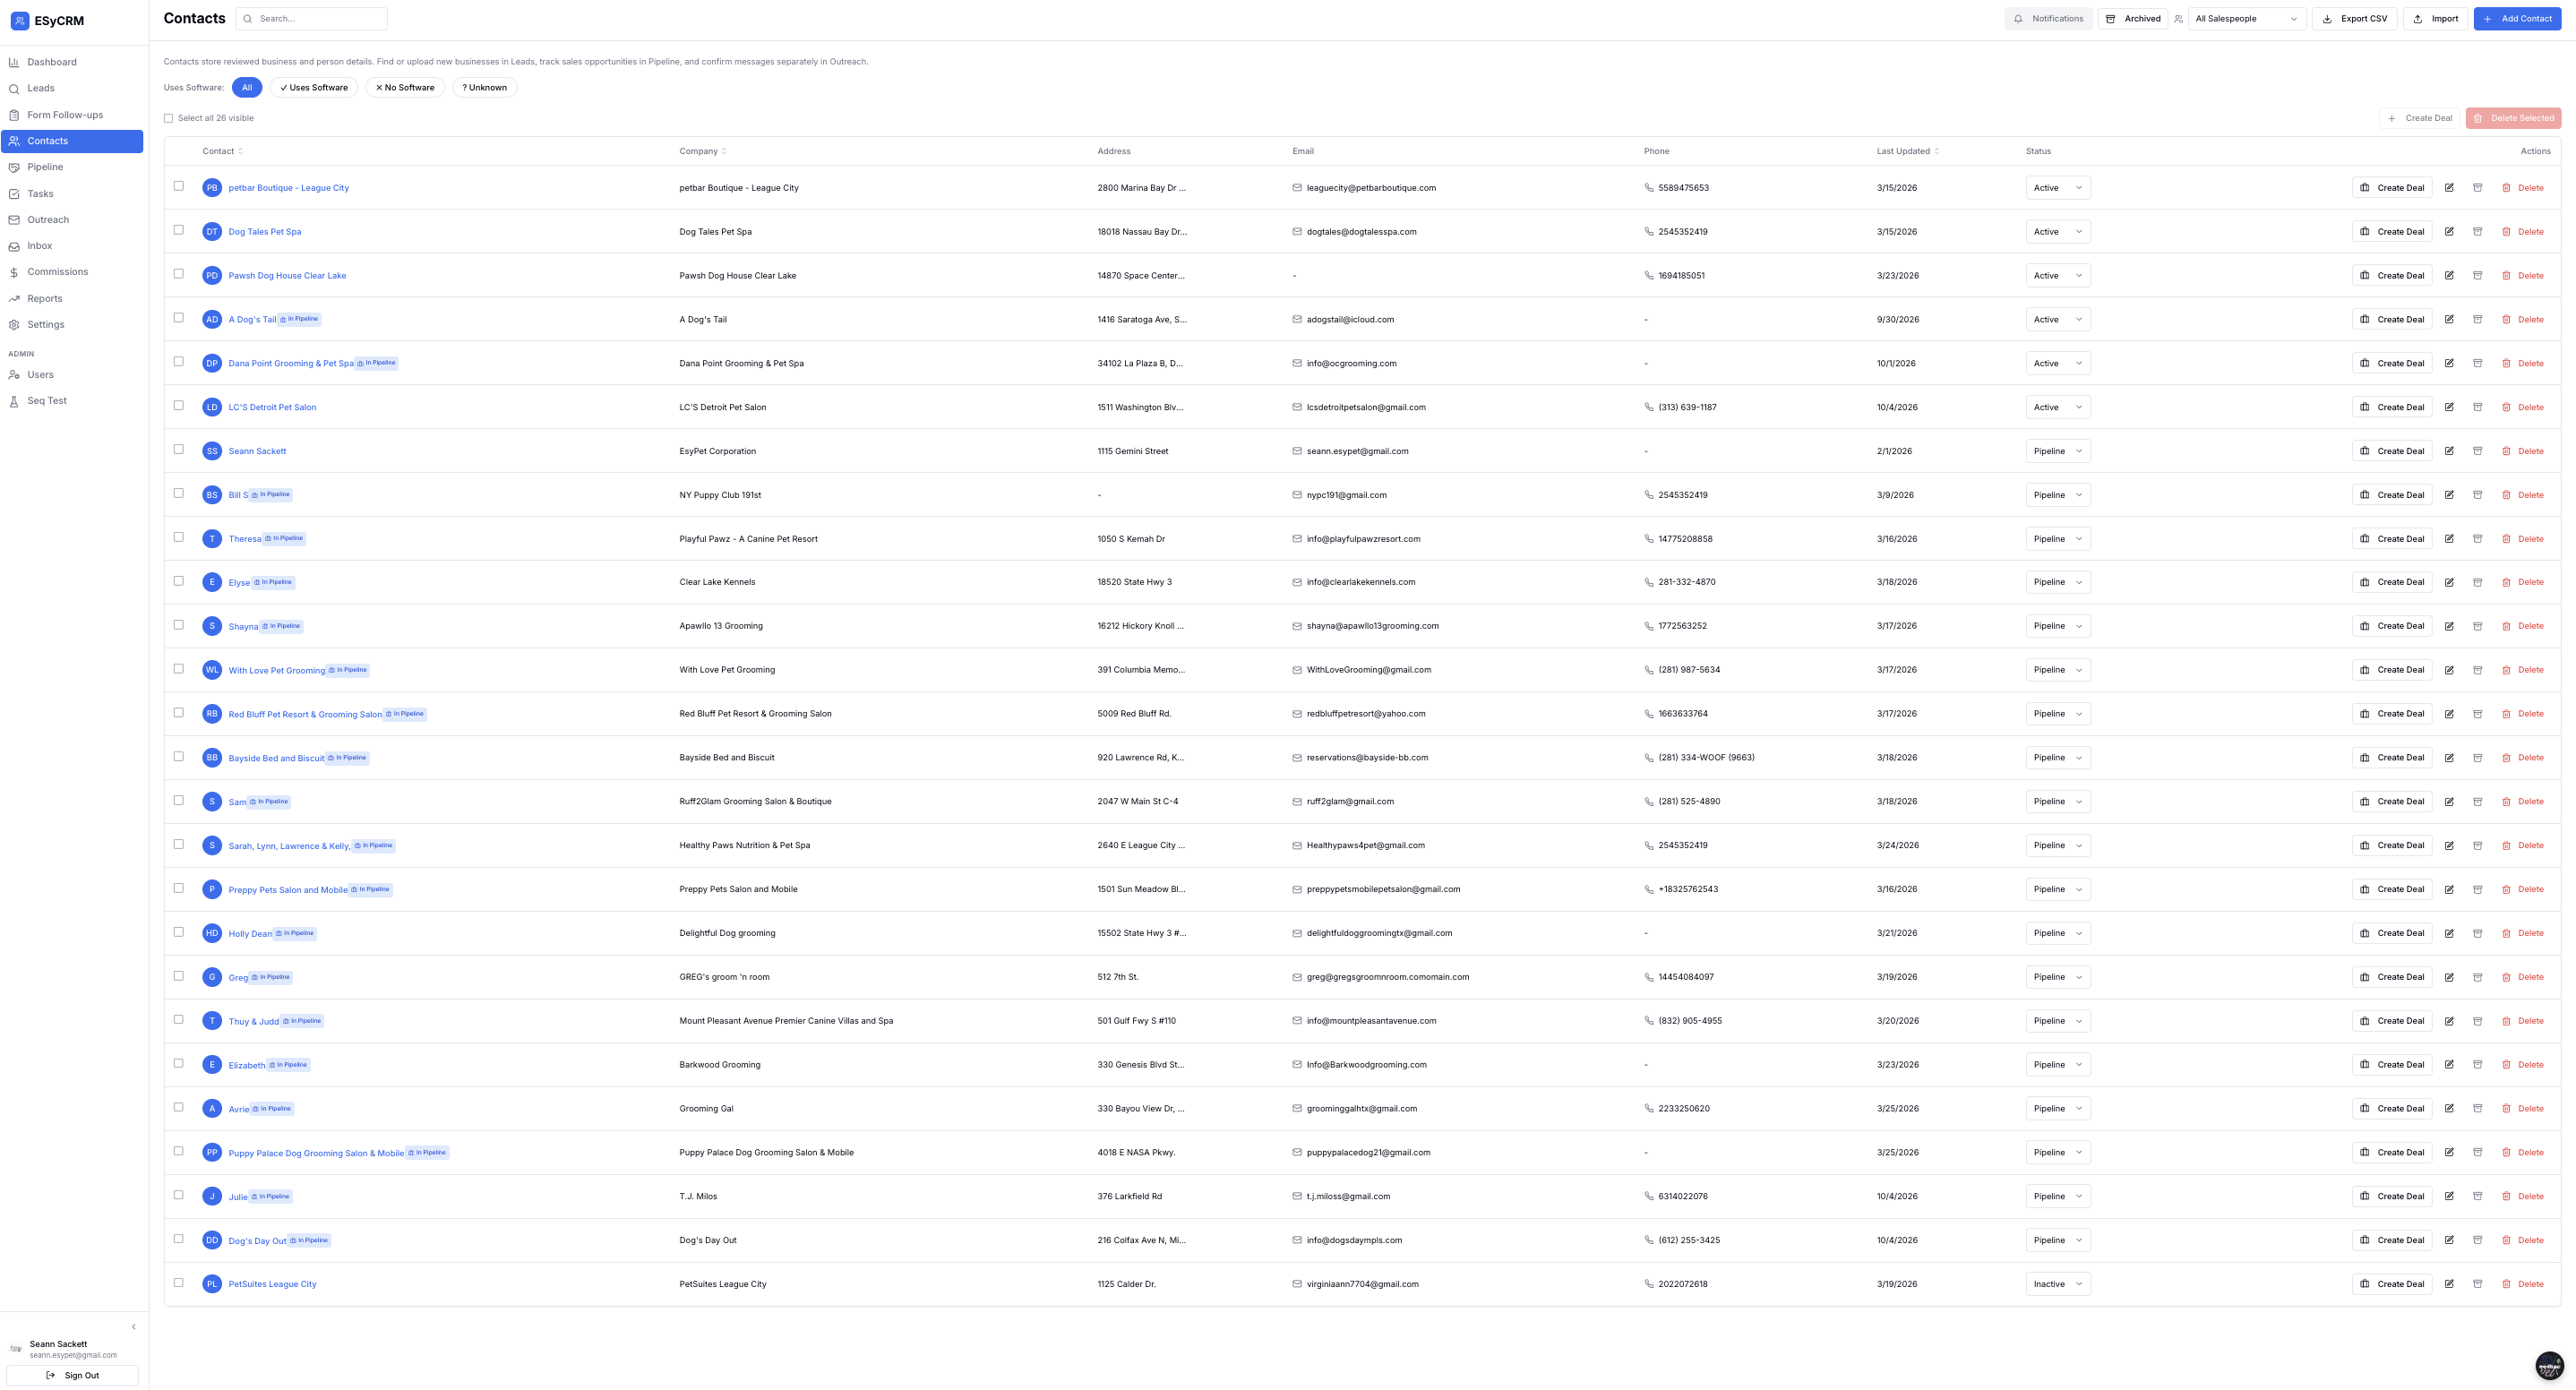 ESyCRM
Dashboard
Leads
Form Follow-ups
Contacts
Pipeline
Tasks
Outreach
Inbox
Commissions
Reports
Settings
ADMIN
Users
Seq Test
Seann Sackett
seann.esypet@gmail.com
Sign Out
Contacts
Search...
Notifications
Archived
All Salespeople
Export CSV
Import
Add Contact
Contacts store reviewed business and person details. Find or upload new businesses in Leads, track sales opportunities in Pipeline, and confirm messages separately in Outreach.
Uses Software: All ✓ Uses Software ✕ No Software ? Unknown
Select all 26 visible Create Deal Delete Selected
Contact Company Address Email Phone Last Updated Status Actions
PB petbar Boutique - League City petbar Boutique - League City 2800 Marina Bay Dr ... leaguecity@petbarboutique.com 5589475653 3/15/2026 Active Create Deal Delete
DT Dog Tales Pet Spa Dog Tales Pet Spa 18018 Nassau Bay Dr... dogtales@dogtalesspa.com 2545352419 3/15/2026 Active Create Deal Delete
PD Pawsh Dog House Clear Lake Pawsh Dog House Clear Lake 14870 Space Center... - 1694185051 3/23/2026 Active Create Deal Delete
AD A Dog's Tail In Pipeline A Dog's Tail 1416 Saratoga Ave, S... adogstail@icloud.com - 9/30/2026 Active Create Deal Delete
DP Dana Point Grooming & Pet Spa In Pipeline Dana Point Grooming & Pet Spa 34102 La Plaza B, D... info@ocgrooming.com - 10/1/2026 Active Create Deal Delete
LD LC'S Detroit Pet Salon LC'S Detroit Pet Salon 1511 Washington Blv... lcsdetroitpetsalon@gmail.com (313) 639-1187 10/4/2026 Active Create Deal Delete
SS Seann Sackett EsyPet Corporation 1115 Gemini Street seann.esypet@gmail.com - 2/1/2026 Pipeline Create Deal Delete
BS Bill S In Pipeline NY Puppy Club 191st - nypc191@gmail.com 2545352419 3/9/2026 Pipeline Create Deal Delete
T Theresa In Pipeline Playful Pawz - A Canine Pet Resort 1050 S Kemah Dr info@playfulpawzresort.com 14775208858 3/16/2026 Pipeline Create Deal Delete
E Elyse In Pipeline Clear Lake Kennels 18520 State Hwy 3 info@clearlakekennels.com 281-332-4870 3/18/2026 Pipeline Create Deal Delete
S Shayna In Pipeline Apawllo 13 Grooming 16212 Hickory Knoll ... shayna@apawllo13grooming.com 1772563252 3/17/2026 Pipeline Create Deal Delete
WL With Love Pet Grooming In Pipeline With Love Pet Grooming 391 Columbia Memo... WithLoveGrooming@gmail.com (281) 987-5634 3/17/2026 Pipeline Create Deal Delete
RB Red Bluff Pet Resort & Grooming Salon In Pipeline Red Bluff Pet Resort & Grooming Salon 5009 Red Bluff Rd. redbluffpetresort@yahoo.com 1663633764 3/17/2026 Pipeline Create Deal Delete
BB Bayside Bed and Biscuit In Pipeline Bayside Bed and Biscuit 920 Lawrence Rd, K... reservations@bayside-bb.com (281) 334-WOOF (9663) 3/18/2026 Pipeline Create Deal Delete
S Sam In Pipeline Ruff2Glam Grooming Salon & Boutique 2047 W Main St C-4 ruff2glam@gmail.com (281) 525-4890 3/18/2026 Pipeline Create Deal Delete
S Sarah, Lynn, Lawrence & Kelly, In Pipeline Healthy Paws Nutrition & Pet Spa 2640 E League City ... Healthypaws4pet@gmail.com 2545352419 3/24/2026 Pipeline Create Deal Delete
P Preppy Pets Salon and Mobile In Pipeline Preppy Pets Salon and Mobile 1501 Sun Meadow Bl... preppypetsmobilepetsalon@gmail.com +18325762543 3/16/2026 Pipeline Create Deal Delete
HD Holly Dean In Pipeline Delightful Dog grooming 15502 State Hwy 3 #... delightfuldoggroomingtx@gmail.com - 3/21/2026 Pipeline Create Deal Delete
G Greg In Pipeline GREG's groom 'n room 512 7th St. greg@gregsgroomnroom.comomain.com 14454084097 3/19/2026 Pipeline Create Deal Delete
T Thuy & Judd In Pipeline Mount Pleasant Avenue Premier Canine Villas and Spa 501 Gulf Fwy S #110 info@mountpleasantavenue.com (832) 905-4955 3/20/2026 Pipeline Create Deal Delete
E Elizabeth In Pipeline Barkwood Grooming 330 Genesis Blvd St... Info@Barkwoodgrooming.com - 3/23/2026 Pipeline Create Deal Delete
A Avrie In Pipeline Grooming Gal 330 Bayou View Dr, ... groominggalhtx@gmail.com 2233250620 3/25/2026 Pipeline Create Deal Delete
PP Puppy Palace Dog Grooming Salon & Mobile In Pipeline Puppy Palace Dog Grooming Salon & Mobile 4018 E NASA Pkwy. puppypalacedog21@gmail.com - 3/25/2026 Pipeline Create Deal Delete
J Julie In Pipeline T.J. Milos 376 Larkfield Rd t.j.miloss@gmail.com 6314022076 10/4/2026 Pipeline Create Deal Delete
DD Dog's Day Out In Pipeline Dog's Day Out 216 Colfax Ave N, Mi... info@dogsdaympls.com (612) 255-3425 10/4/2026 Pipeline Create Deal Delete
PL PetSuites League City PetSuites League City 1125 Calder Dr. virginiaann7704@gmail.com 2022072618 3/19/2026 Inactive Create Deal Delete